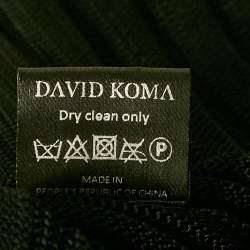 DAVID KOMA
Dry clean only
P
MADE IN
PEOPLE'S REPUBLIC OF CHINA